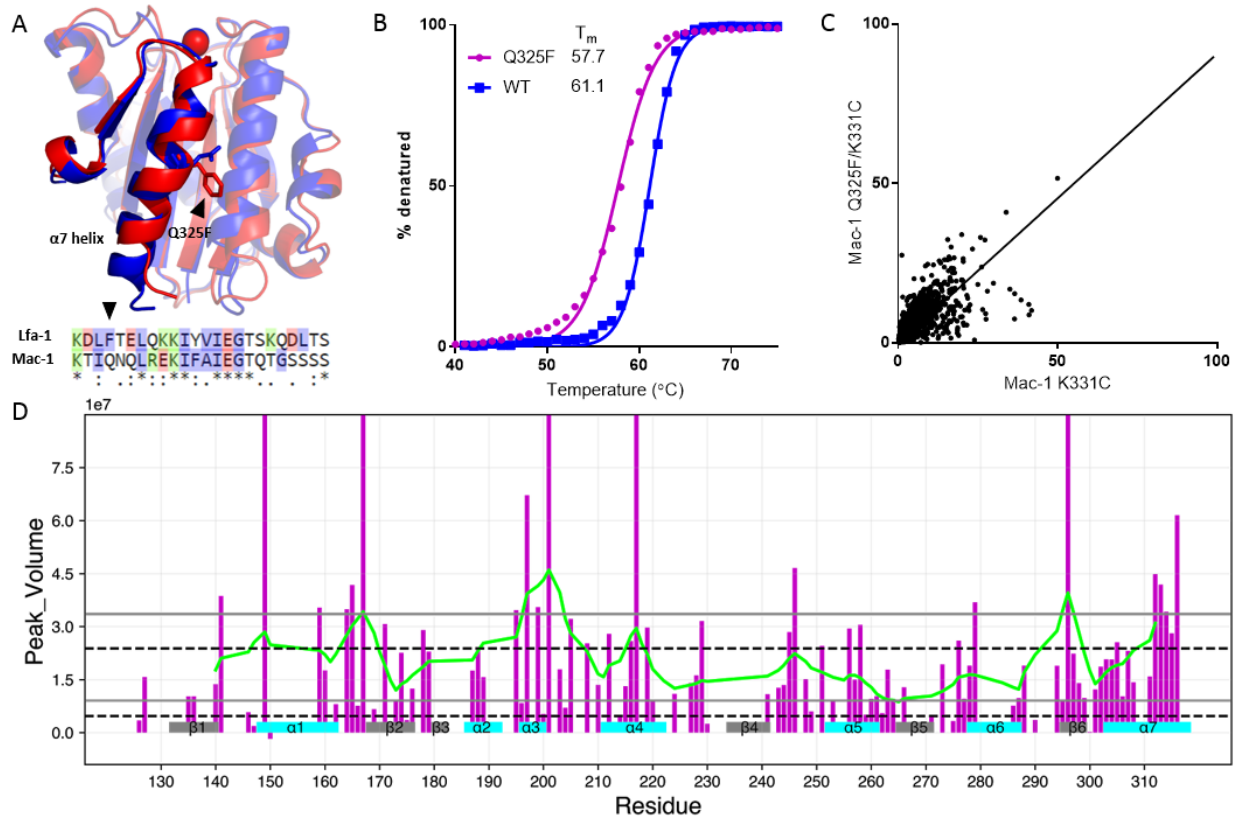 A
α7 helix
Q325F
Lfa-1 KDLFTELQKKIYVIEGTSKQDLTS
Mac-1 KTIQNQLREKIFAIEGTQTGSSSS
* : .:*::**:.****.. . :*
B
Tm
Q325F 57.7
WT 61.1
100
50
0
% denatured
40 50 60 70
Temperature (°C)
C
100
50
0
Mac-1 Q325F/K331C
0 50 100
Mac-1 K331C
D
1e7
7.5
6.0
4.5
3.0
1.5
0.0
Peak_Volume
β1 α1 β2 β3 α2 α3 α4 β4 α5 β5 α6 β6 α7
130 140 150 160 170 180 190 200 210 220 230 240 250 260 270 280 290 300 310
Residue